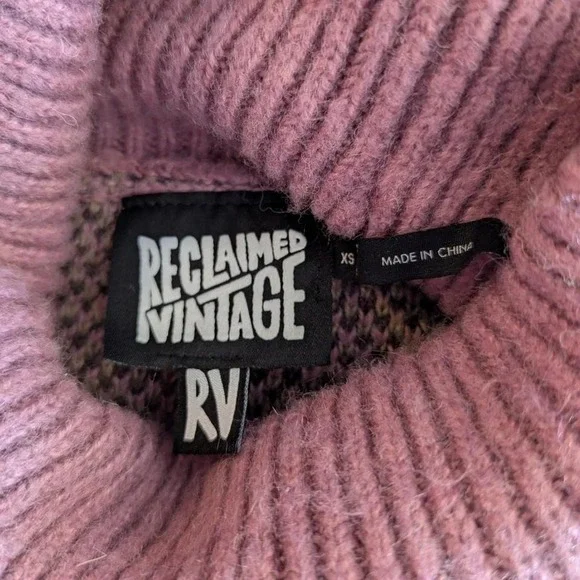 RECLAIMED
VINTAGE
RV
XS
MADE IN CHINA